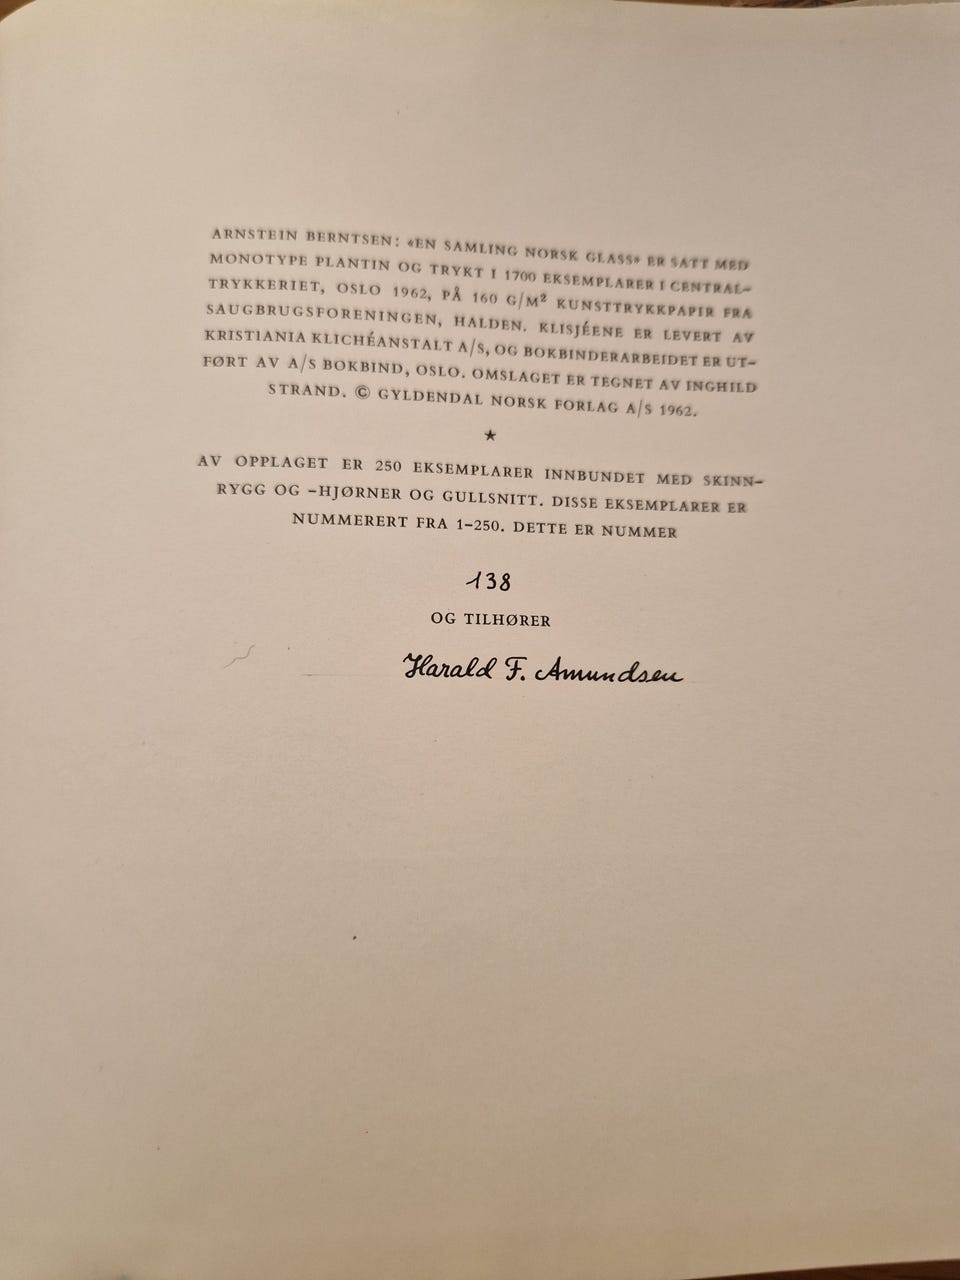 ARNSTEIN BERNTSEN: «EN SAMLING NORSK GLASS» ER SATT MED
MONOTYPE PLANTIN OG TRYKT I 1700 EKSEMPLARER I CENTRAL-
TRYKKERIET, OSLO 1962, PÅ 160 G/M² KUNSTTRYKKPAPIR FRA
SAUGBRUGSFORENINGEN, HALDEN. KLISJÉENE ER LEVERT AV
KRISTIANIA KLICHÉANSTALT A/S, OG BOKBINDERARBEIDET ER UT-
FØRT AV A/S BOKBIND, OSLO. OMSLAGET ER TEGNET AV INGHILD
STRAND. © GYLDENDAL NORSK FORLAG A/S 1962.
★
AV OPPLAGET ER 250 EKSEMPLARER INNBUNDET MED SKINN-
RYGG OG -HJØRNER OG GULLSNITT. DISSE EKSEMPLARER ER
NUMMERERT FRA 1-250. DETTE ER NUMMER
138
OG TILHØRER
Harald F. Amundsen